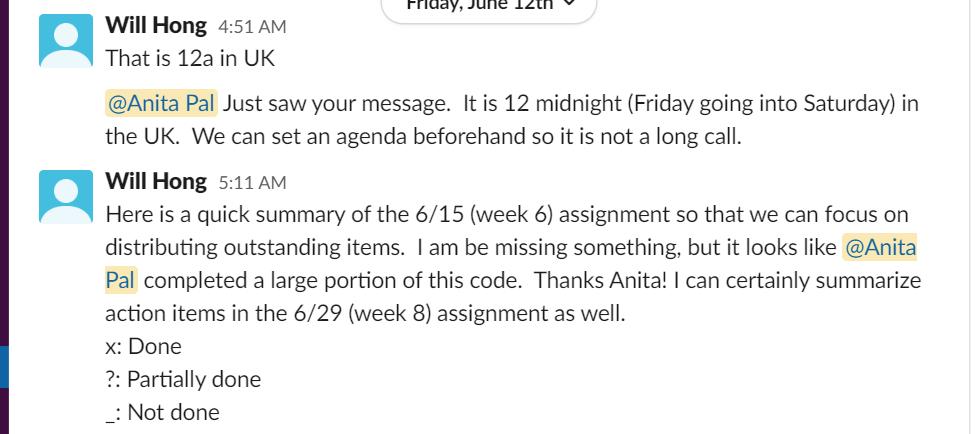 Friday, June 12th
Will Hong 4:51 AM
That is 12a in UK
@Anita Pal Just saw your message. It is 12 midnight (Friday going into Saturday) in
the UK. We can set an agenda beforehand so it is not a long call.
Will Hong 5:11 AM
Here is a quick summary of the 6/15 (week 6) assignment so that we can focus on
distributing outstanding items. I am be missing something, but it looks like @Anita
Pal completed a large portion of this code. Thanks Anita! I can certainly summarize
action items in the 6/29 (week 8) assignment as well.
x: Done
?: Partially done
_: Not done